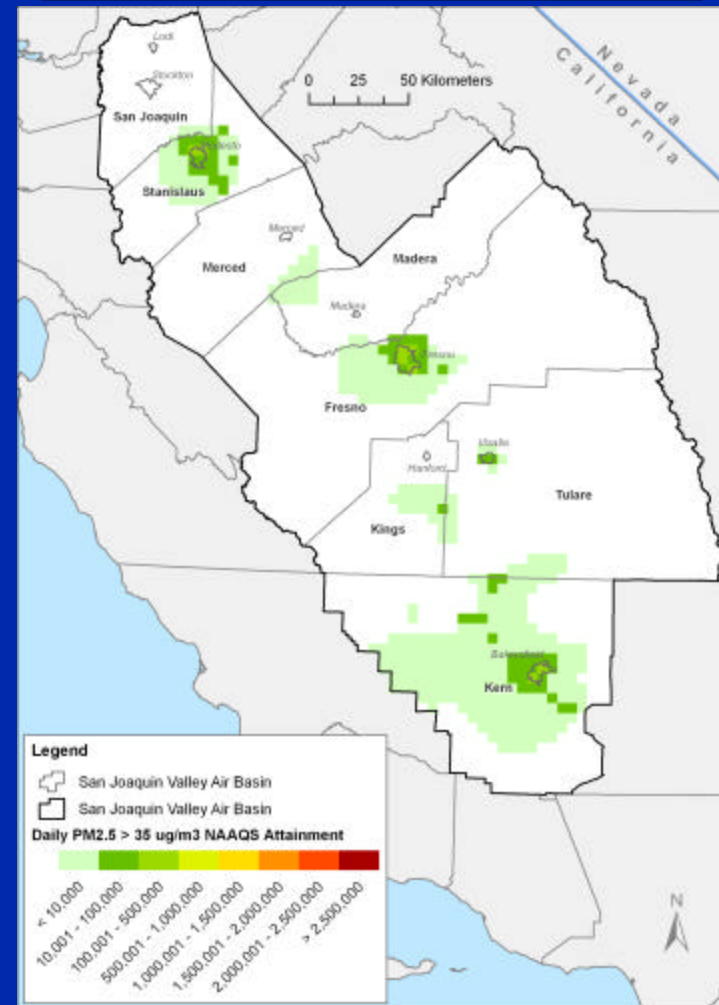 Lodi
Stockton
San Joaquin
0 25 50 Kilometers
Nevada
California
Modesto
Stanislaus
Merced
Merced
Madera
Madera
Fresno
Fresno
Visalia
Hanford
Tulare
Kings
Bakersfield
Kern
Legend
San Joaquin Valley Air Basin
San Joaquin Valley Air Basin
Daily PM2.5 > 35 ug/m3 NAAQS Attainment
< 10,000
10,001 - 100,000
100,001 - 500,000
500,001 - 1,000,000
1,000,001 - 1,500,000
1,500,001 - 2,000,000
2,000,001 - 2,500,000
> 2,500,000
N